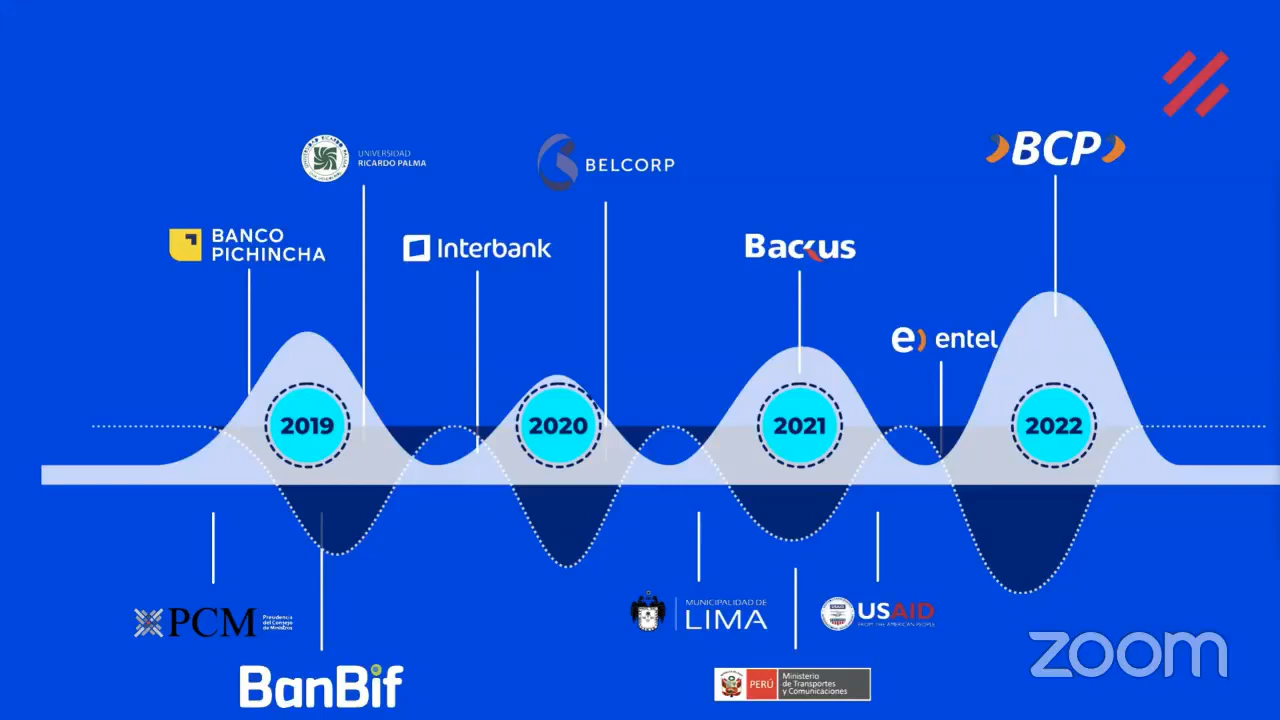 UNIVERSIDAD
RICARDO PALMA
BELCORP
BCP
BANCO
PICHINCHA
Interbank
Backus
e) entel
2019
2020
2021
2022
PCM
Presidencia
del Consejo
de Ministros
MUNICIPALIDAD DE
LIMA
USAID
FROM THE AMERICAN PEOPLE
BanBif
PERÚ
Ministerio
de Transportes
y Comunicaciones
zoom